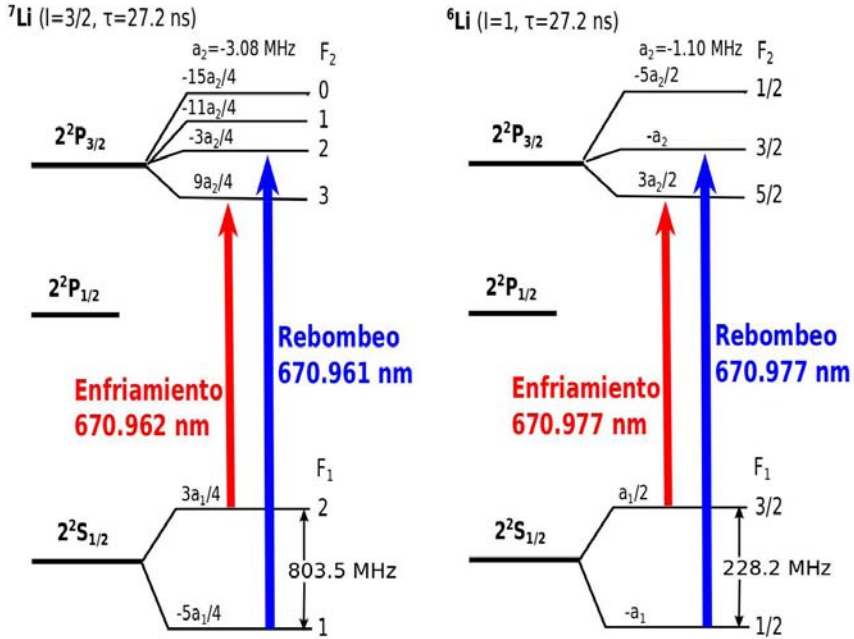 ⁷Li (I=3/2, τ=27.2 ns)
a₂=-3.08 MHz F₂
-15a₂/4 0
-11a₂/4 1
2²P₃/₂ -3a₂/4 2
9a₂/4 3
2²P₁/₂
Rebombeo
670.961 nm
Enfriamiento
670.962 nm
F₁
3a₁/4 2
2²S₁/₂
803.5 MHz
-5a₁/4 1
⁶Li (I=1, τ=27.2 ns)
a₂=-1.10 MHz F₂
-5a₂/2 1/2
2²P₃/₂ -a₂ 3/2
3a₂/2 5/2
2²P₁/₂
Rebombeo
670.977 nm
Enfriamiento
670.977 nm
F₁
a₁/2 3/2
2²S₁/₂
228.2 MHz
-a₁ 1/2